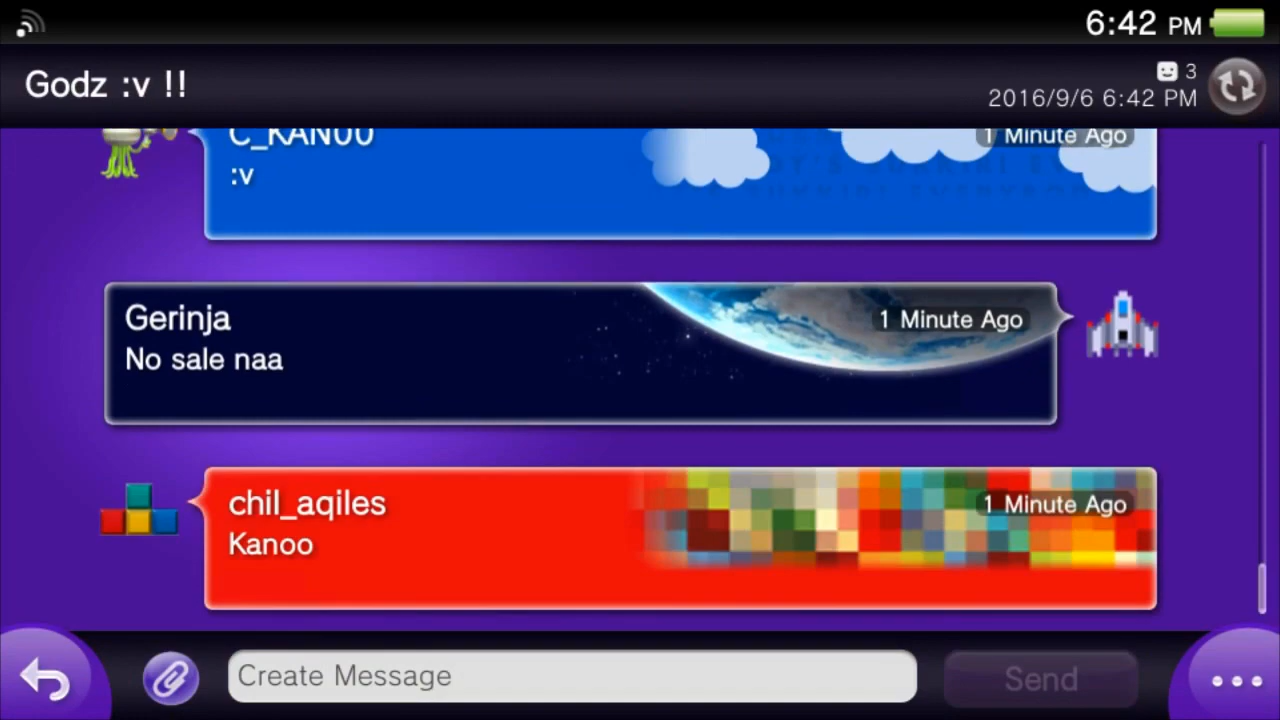 6:42 PM
Godz :v !!
3
2016/9/6 6:42 PM
C_KANOO
1 Minute Ago
:v
Gerinja
1 Minute Ago
No sale naa
chil_aqiles
1 Minute Ago
Kanoo
Create Message
Send